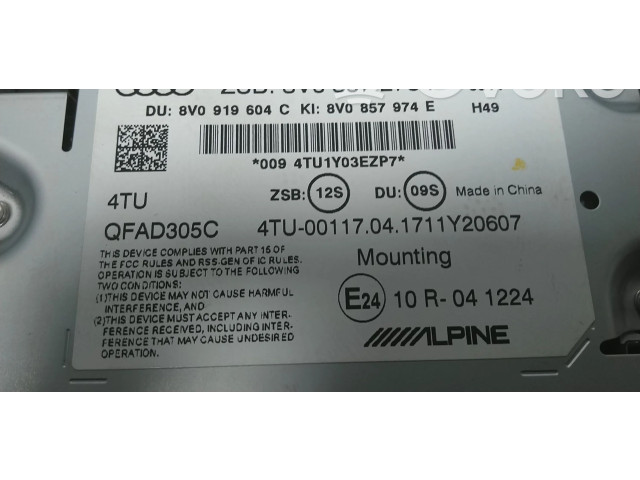 ZSB: 8V0 857 273
DU: 8V0 919 604 C KI: 8V0 857 974 E H49
*009 4TU1Y03EZP7*
4TU ZSB: 12S DU: 09S Made in China
QFAD305C 4TU-00117.04.1711Y20607
THIS DEVICE COMPLIES WITH PART 15 OF
THE FCC RULES AND RSS-GEN OF IC RULES.
OPERATION IS SUBJECT TO THE FOLLOWING
TWO CONDITIONS:
(1)THIS DEVICE MAY NOT CAUSE HARMFUL
INTERFERENCE, AND
(2)THIS DEVICE MUST ACCEPT ANY INTER-
FERENCE RECEIVED, INCLUDING INTER-
FERENCE THAT MAY CAUSE UNDESIRED
OPERATION.
Mounting
E24 10 R- 04 1224
ALPINE